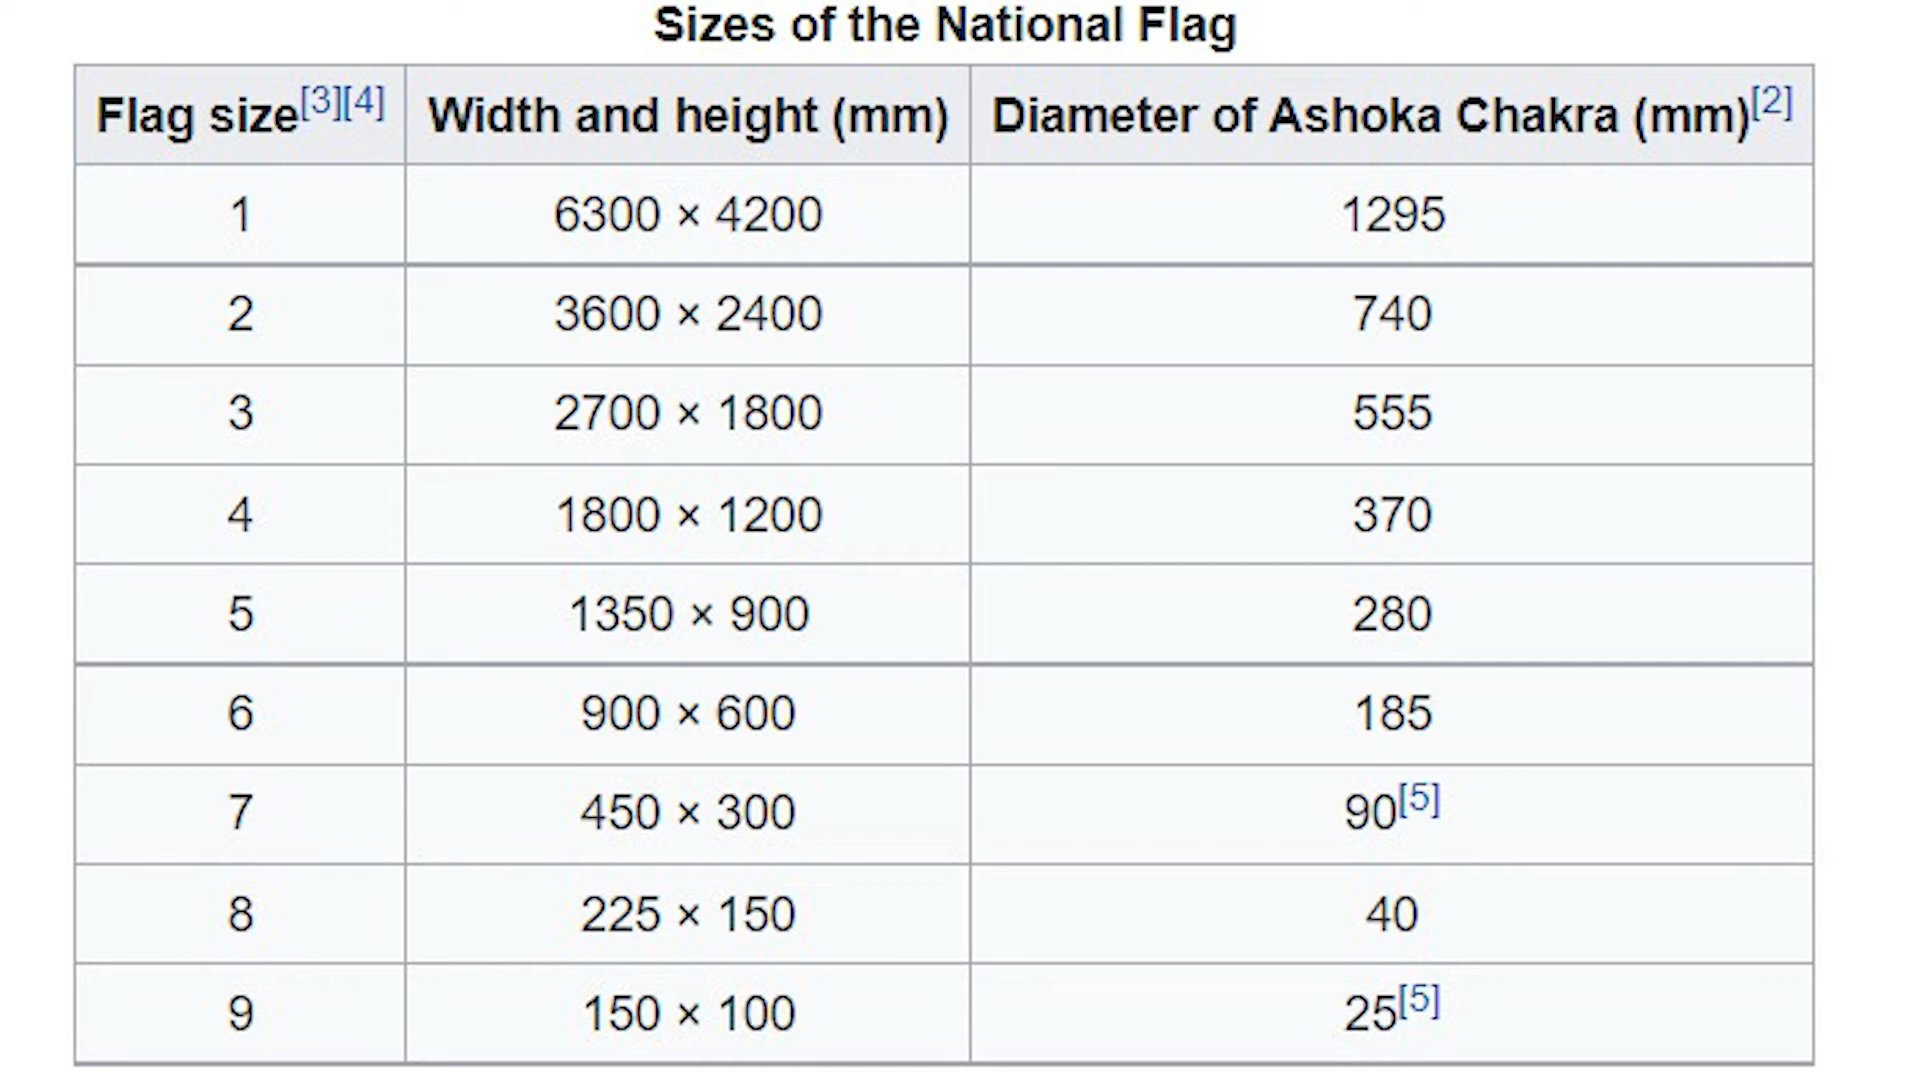 Sizes of the National Flag
Flag size[3][4] Width and height (mm) Diameter of Ashoka Chakra (mm)[2]
1 6300 × 4200 1295
2 3600 × 2400 740
3 2700 × 1800 555
4 1800 × 1200 370
5 1350 × 900 280
6 900 × 600 185
7 450 × 300 90[5]
8 225 × 150 40
9 150 × 100 25[5]